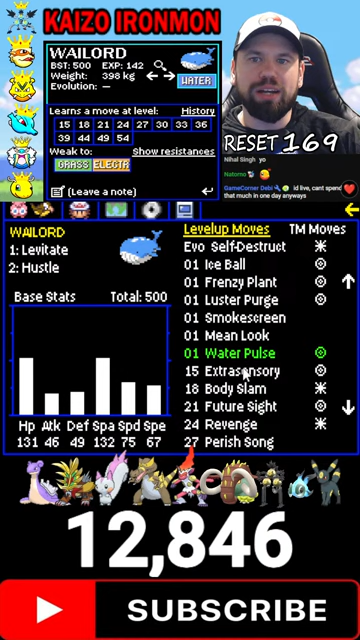 KAIZO IRONMON
WAILORD
BST: 500 EXP: 142
Weight: 398 kg
Evolution: —
WATER
Learns a move at level: History
15 18 21 24 27 30 33 36
39 44 49 54
Weak to: Show resistances
GRASS ELECTR
(Leave a note)
RESET 169
Nihal Singh yo
Natorno
GameCorner Debi id live, cant spend
that much in one day anyways
WAILORD
1: Levitate
2: Hustle
Base Stats Total: 500
Hp Atk Def Spa Spd Spe
131 46 49 132 75 67
Levelup Moves TM Moves
Evo Self-Destruct
01 Ice Ball
01 Frenzy Plant
01 Luster Purge
01 Smokescreen
01 Mean Look
01 Water Pulse
15 Extrasensory
18 Body Slam
21 Future Sight
24 Revenge
27 Perish Song
12,846
SUBSCRIBE